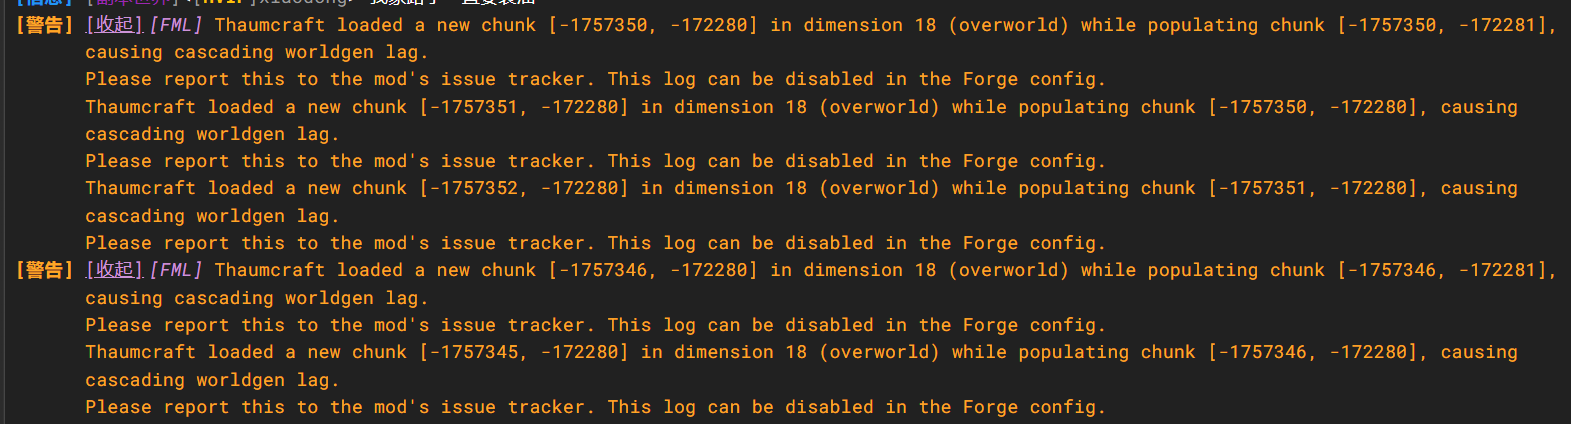 [警告] [收起] [FML] Thaumcraft loaded a new chunk [-1757350, -172280] in dimension 18 (overworld) while populating chunk [-1757350, -172281],
causing cascading worldgen lag.
Please report this to the mod's issue tracker. This log can be disabled in the Forge config.
Thaumcraft loaded a new chunk [-1757351, -172280] in dimension 18 (overworld) while populating chunk [-1757350, -172280], causing
cascading worldgen lag.
Please report this to the mod's issue tracker. This log can be disabled in the Forge config.
Thaumcraft loaded a new chunk [-1757352, -172280] in dimension 18 (overworld) while populating chunk [-1757351, -172280], causing
cascading worldgen lag.
Please report this to the mod's issue tracker. This log can be disabled in the Forge config.
[警告] [收起] [FML] Thaumcraft loaded a new chunk [-1757346, -172280] in dimension 18 (overworld) while populating chunk [-1757346, -172281],
causing cascading worldgen lag.
Please report this to the mod's issue tracker. This log can be disabled in the Forge config.
Thaumcraft loaded a new chunk [-1757345, -172280] in dimension 18 (overworld) while populating chunk [-1757346, -172280], causing
cascading worldgen lag.
Please report this to the mod's issue tracker. This log can be disabled in the Forge config.